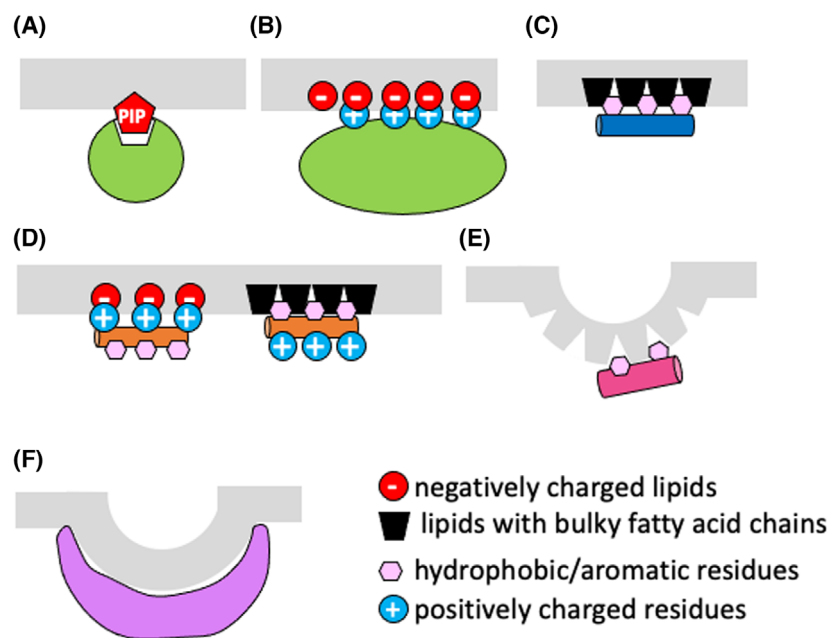 (A)
(B)
(C)
PIP
- - - - -
+ + + +
(D)
(E)
- - -
+ + +
+ + +
(F)
- negatively charged lipids
lipids with bulky fatty acid chains
hydrophobic/aromatic residues
+ positively charged residues